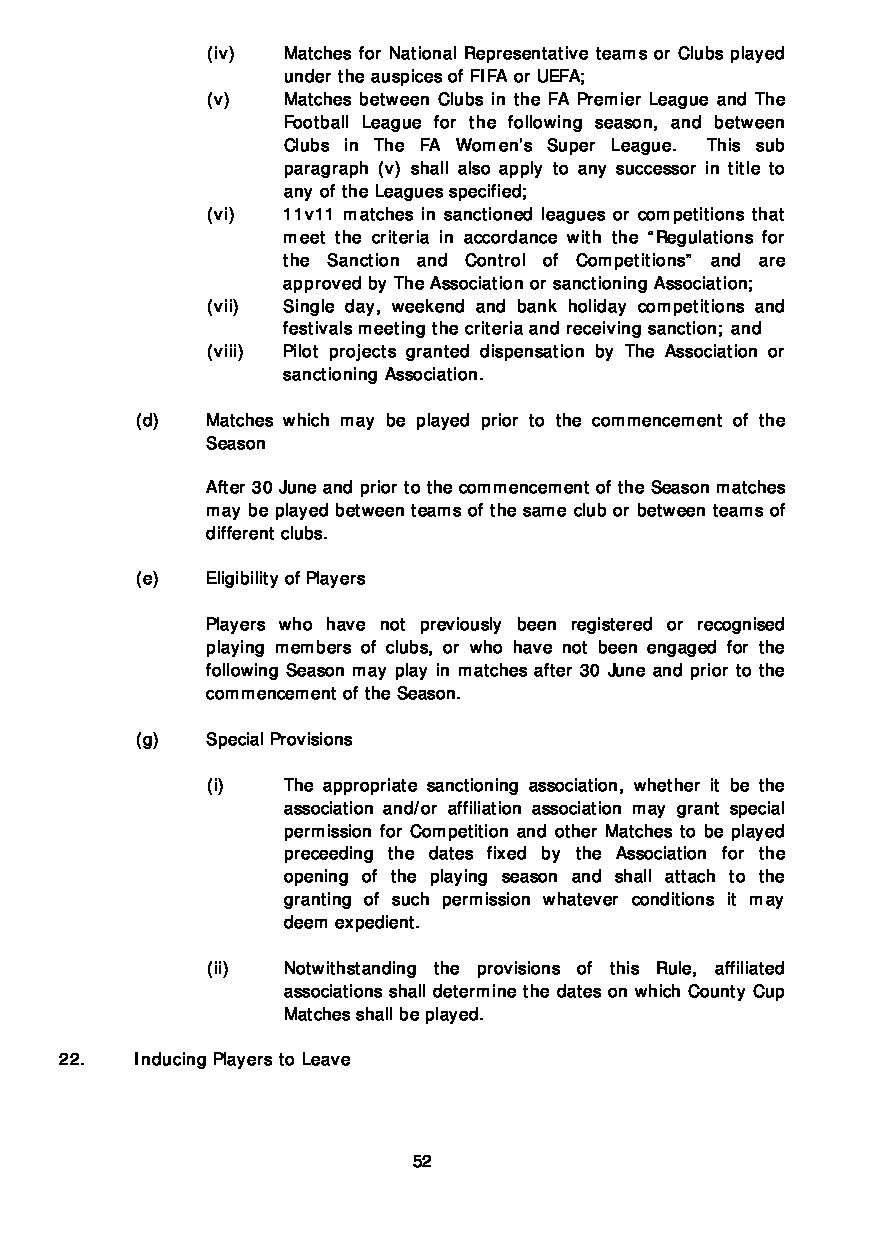 (iv) Matches for National Representative teams or Clubs played
under the auspices of FIFA or UEFA;
(v) Matches between Clubs in the FA Premier League and The
Football League for the following season, and between
Clubs in The FA Women's Super League. This sub
paragraph (v) shall also apply to any successor in title to
any of the Leagues specified;
(vi) 11v11 matches in sanctioned leagues or competitions that
meet the criteria in accordance with the “Regulations for
the Sanction and Control of Competitions” and are
approved by The Association or sanctioning Association;
(vii) Single day, weekend and bank holiday competitions and
festivals meeting the criteria and receiving sanction; and
(viii) Pilot projects granted dispensation by The Association or
sanctioning Association.
(d) Matches which may be played prior to the commencement of the
Season
After 30 June and prior to the commencement of the Season matches
may be played between teams of the same club or between teams of
different clubs.
(e) Eligibility of Players
Players who have not previously been registered or recognised
playing members of clubs, or who have not been engaged for the
following Season may play in matches after 30 June and prior to the
commencement of the Season.
(g) Special Provisions
(i) The appropriate sanctioning association, whether it be the
association and/or affiliation association may grant special
permission for Competition and other Matches to be played
preceeding the dates fixed by the Association for the
opening of the playing season and shall attach to the
granting of such permission whatever conditions it may
deem expedient.
(ii) Notwithstanding the provisions of this Rule, affiliated
associations shall determine the dates on which County Cup
Matches shall be played.
22. Inducing Players to Leave
52